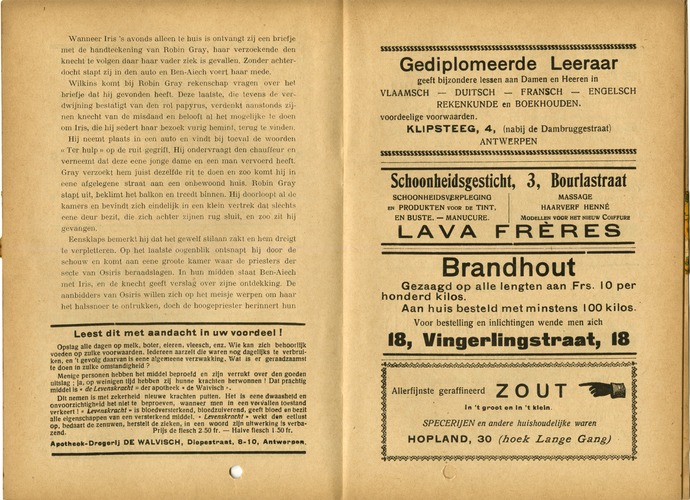 Wanneer Iris 's avonds alleen te huis is ontvangt zij een briefje
met de handteekening van Robin Gray, haar verzoekende den
knecht te volgen daar haar vader ziek is gevallen. Zonder achter-
docht stapt zij in den auto en Ben-Aiech voert haar mede.
Wilkins komt bij Robin Gray rekenschap vragen over het
briefje dat hij gevonden heeft. Deze laatste, die tevens de ver-
dwijning bestatigt van den rol papyrus, verdenkt aanstonds zij-
nen knecht van de misdaad en belooft al het mogelijke te doen
om Iris, die hij sedert haar bezoek vurig bemint, terug te vinden.
Hij neemt plaats in een auto en vindt bij toeval de woorden
« Ter hulp » op de ruit gegrift. Hij ondervraagt den chauffeur en
verneemt dat deze eene jonge dame en een man vervoerd heeft.
Gray verzoekt hem juist dezelfde rit te doen en zoo komt hij in
eene afgelegene straat aan een onbewoond huis. Robin Gray
stapt uit, beklimt het balkon en treedt binnen. Hij doorloopt al de
kamers en bevindt zich eindelijk in een klein vertrek dat slechts
eene deur bezit, die zich achter zijnen rug sluit, en zoo zit hij
gevangen.
Eensklaps bemerkt hij dat het gewelf stilaan zakt en hem dreigt
te verpletteren. Op het laatste oogenblik ontsnapt hij door de
schouw en komt aan eene groote kamer waar de priesters der
secte van Osiris beraadslagen. In hun midden staat Ben-Aiech
met Iris, en de knecht geeft verslag over zijne ontdekking. De
aanbidders van Osiris willen zich op het meisje werpen om haar
het halssnoer te ontrukken, doch de hoogepriester herinnert hun
Leest dit met aandacht in uw voordeel !
Opslag alle dagen op melk, boter, eieren, vleesch, enz. Wie kan zich behoorlijk
voeden op zulke voorwaarden. Iedereen aarzelt die waren nog dagelijks te verbrui-
ken, en 't gevolg daarvan is eene algemeene verzwakking. Wat is er geraadzaamst
te doen in zulke omstandigheid ?
Menige personen hebben het middel beproefd en zijn verrukt over den goeden
uitslag ; ja, op weinigen tijd hebben zij hunne krachten herwonnen ! Dat prachtig
middel is « de Levenskracht » der apotheek « de Walvisch ».
Dit nemen is met zekerheid nieuwe krachten putten. Het is eene dwaasheid en
onvoorzichtigheid het niet te beproeven, wanneer men in een vervallen toestand
verkeert ! « Levenskracht » is bloedversterkend, bloedzuiverend, geeft bloed en bezit
alle eigenschappen van een versterkend middel. « Levenskracht » wekt den eetlust
op, bedaart de zenuwen, herstelt de zieken, in een woord zijn uitwerking is verba-
zend. Prijs de flesch 2.50 fr. — Halve flesch 1.50 fr.
Apotheek-Drogerij DE WALVISCH, Diepestraat, 8-10, Antwerpen.
Gediplomeerde Leeraar
geeft bijzondere lessen aan Damen en Heeren in
VLAAMSCH — DUITSCH — FRANSCH — ENGELSCH
REKENKUNDE en BOEKHOUDEN.
voordeelige voorwaarden.
KLIPSTEEG, 4, (nabij de Dambruggestraat)
ANTWERPEN
Schoonheidsgesticht, 3, Bourlastraat
SCHOONHEIDSVERPLEGING
EN PRODUKTEN VOOR DE TINT,
EN BUSTE. — MANUCURE.
MASSAGE
HAARVERF HENNÉ
MODELLEN VOOR HET NIEUW COIFFURE
LAVA FRÈRES
Brandhout
Gezaagd op alle lengten aan Frs. 10 per
honderd kilos.
Aan huis besteld met minstens 100 kilos.
Voor bestelling en inlichtingen wende men zich
18, Vingerlingstraat, 18
Allerfijnste geraffineerd ZOUT
in 't groot en in 't klein.
SPECERIJEN en andere huishoudelijke waren
HOPLAND, 30 (hoek Lange Gang)